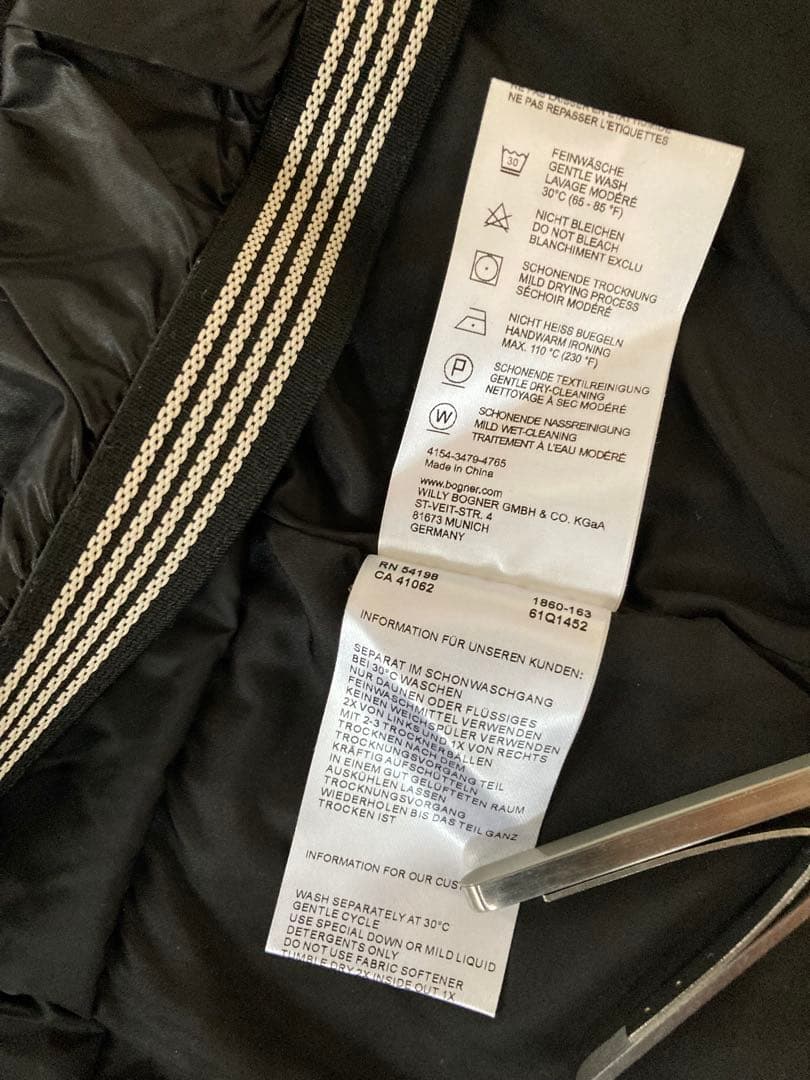 NE PAS REPASSER L'ETIQUETTES
30
FEINWÄSCHE
GENTLE WASH
LAVAGE MODÉRÉ
30°C (65 - 85 °F)
NICHT BLEICHEN
DO NOT BLEACH
BLANCHIMENT EXCLU
SCHONENDE TROCKNUNG
MILD DRYING PROCESS
SÉCHOIR MODÉRÉ
NICHT HEISS BUEGELN
HANDWARM IRONING
MAX. 110 °C (230 °F)
P
SCHONENDE TEXTILREINIGUNG
GENTLE DRY-CLEANING
NETTOYAGE À SEC MODÉRÉ
W
SCHONENDE NASSREINIGUNG
MILD WET-CLEANING
TRAITEMENT À L'EAU MODÉRÉ
4154-3479-4765
Made in China
www.bogner.com
WILLY BOGNER GMBH & CO. KGaA
ST-VEIT-STR. 4
81673 MUNICH
GERMANY
RN 54198
CA 41062
1860-163
61Q1452
INFORMATION FÜR UNSEREN KUNDEN:
SEPARAT IM SCHONWASCHGANG
BEI 30°C WASCHEN
NUR DAUNEN ODER FLÜSSIGES
FEINWASCHMITTEL VERWENDEN
KEINEN WEICHSPÜLER VERWENDEN
2X VON LINKS UND 1X VON RECHTS
MIT 2-3 TROCKNERBÄLLEN
TROCKNEN NACH DEM
TROCKNUNGSVORGANG TEIL
KRÄFTIG AUFSCHÜTTELN
IN EINEM GUT GELÜFTETEN RAUM
AUSKÜHLEN LASSEN
TROCKNUNGSVORGANG
WIEDERHOLEN BIS DAS TEIL GANZ
TROCKEN IST
INFORMATION FOR OUR CUST
WASH SEPARATELY AT 30°C
GENTLE CYCLE
USE SPECIAL DOWN OR MILD LIQUID
DETERGENTS ONLY
DO NOT USE FABRIC SOFTENER
TUMBLE DRY 2X INSIDE OUT 1X